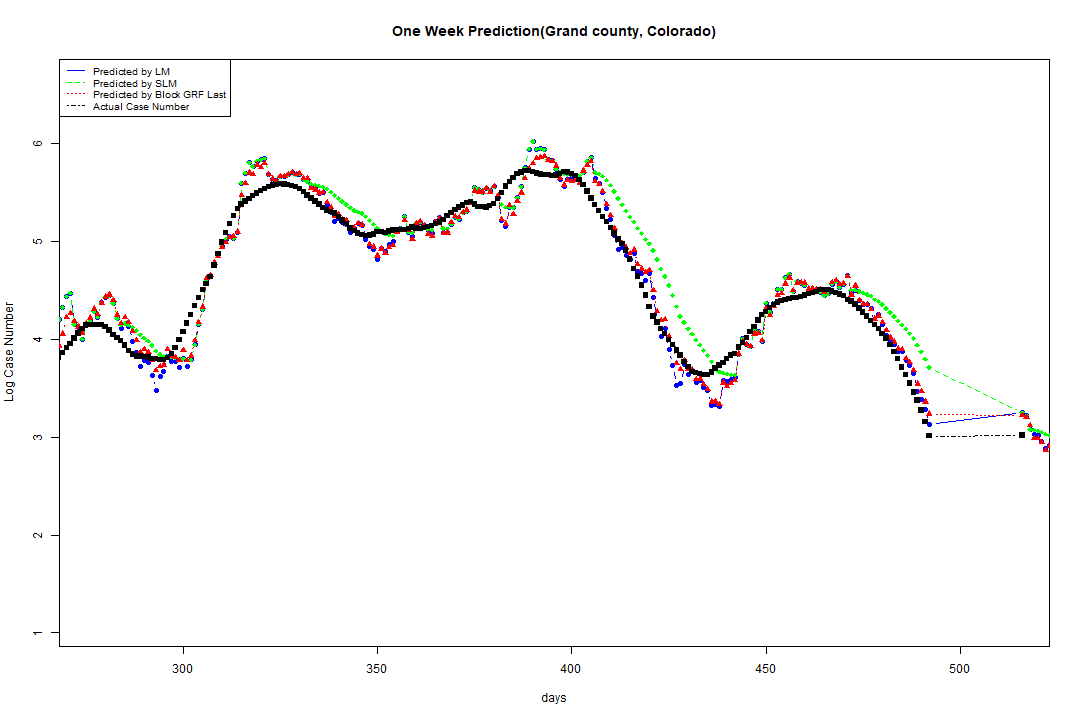 One Week Prediction(Grand county, Colorado)
Predicted by LM
Predicted by SLM
Predicted by Block GRF Last
Actual Case Number
6
5
4
3
2
1
Log Case Number
300 350 400 450 500
days